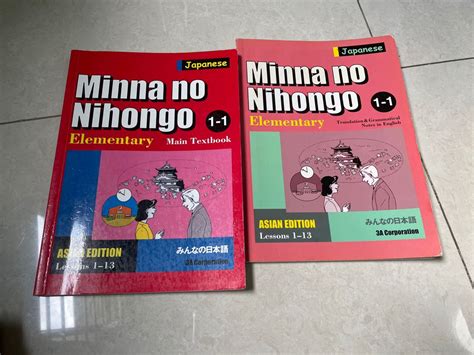 Japanese
Minna no
Nihongo 1-1
Elementary Main Textbook
ASIAN EDITION
Lessons 1-13
みんなの日本語
3A Corporation
Japanese
Minna no
Nihongo 1-1
Elementary
Translation & Grammatical
Notes in English
ASIAN EDITION
Lessons 1-13
みんなの日本語
3A Corporation